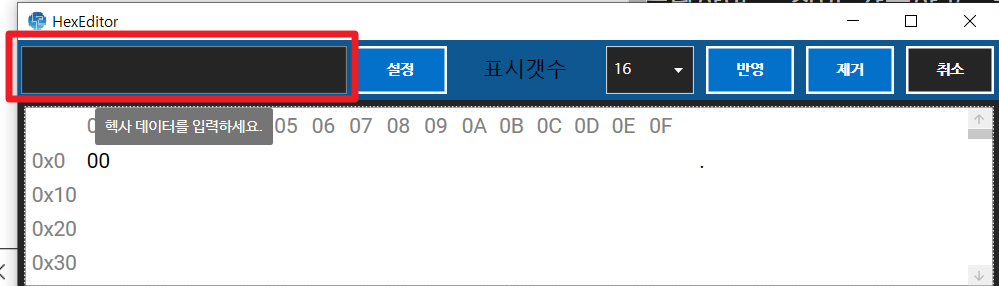 HexEditor
설정 표시갯수 16 반영 제거 취소
헥사 데이터를 입력하세요.
05 06 07 08 09 0A 0B 0C 0D 0E 0F
0x0 00 .
0x10
0x20
0x30